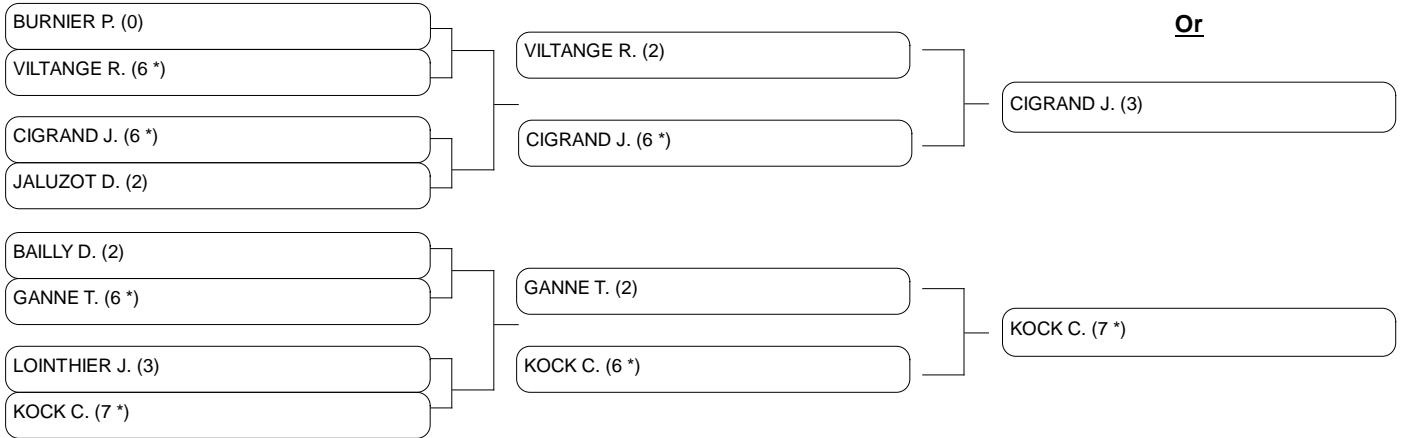 BURNIER P. (0)
VILTANGE R. (6 *)
CIGRAND J. (6 *)
JALUZOT D. (2)
BAILLY D. (2)
GANNE T. (6 *)
LOINTHIER J. (3)
KOCK C. (7 *)
VILTANGE R. (2)
CIGRAND J. (6 *)
GANNE T. (2)
KOCK C. (6 *)
Or
CIGRAND J. (3)
KOCK C. (7 *)